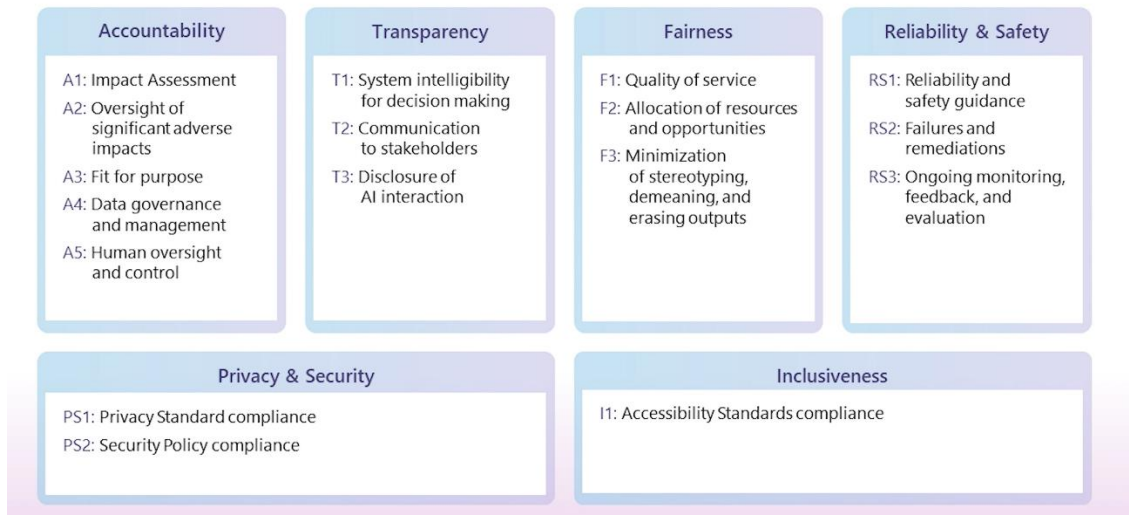 Accountability
A1: Impact Assessment
A2: Oversight of
significant adverse
impacts
A3: Fit for purpose
A4: Data governance
and management
A5: Human oversight
and control
Transparency
T1: System intelligibility
for decision making
T2: Communication
to stakeholders
T3: Disclosure of
AI interaction
Fairness
F1: Quality of service
F2: Allocation of resources
and opportunities
F3: Minimization
of stereotyping,
demeaning, and
erasing outputs
Reliability & Safety
RS1: Reliability and
safety guidance
RS2: Failures and
remediations
RS3: Ongoing monitoring,
feedback, and
evaluation
Privacy & Security
PS1: Privacy Standard compliance
PS2: Security Policy compliance
Inclusiveness
I1: Accessibility Standards compliance